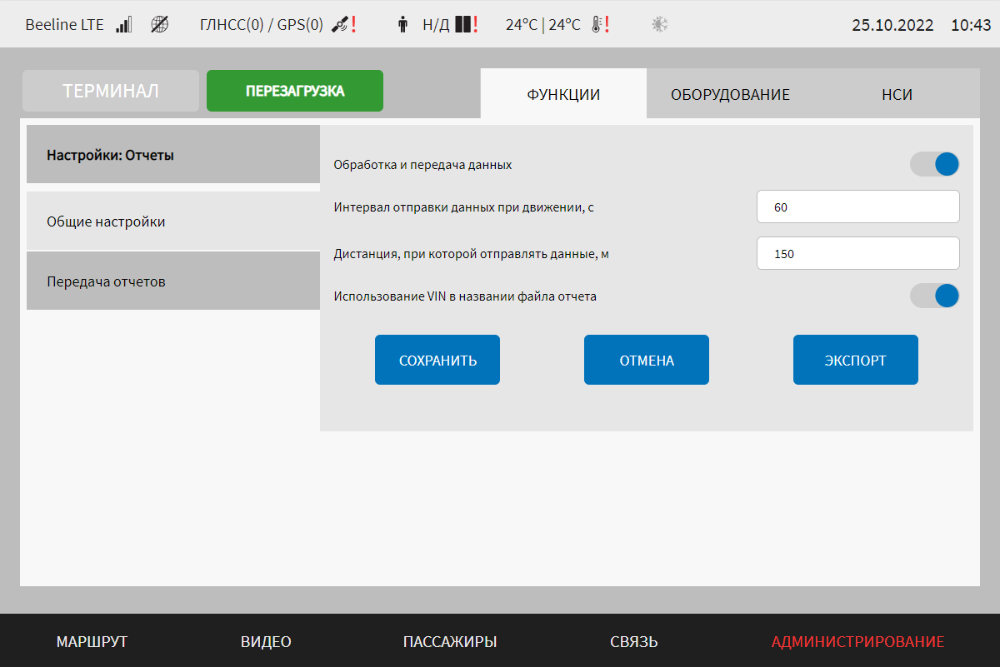 Beeline LTE ГЛНСС(0) / GPS(0) Н/Д 24°C | 24°C 25.10.2022 10:43
ТЕРМИНАЛ ПЕРЕЗАГРУЗКА ФУНКЦИИ ОБОРУДОВАНИЕ НСИ
Настройки: Отчеты
Общие настройки
Передача отчетов
Обработка и передача данных
Интервал отправки данных при движении, с 60
Дистанция, при которой отправлять данные, м 150
Использование VIN в названии файла отчета
СОХРАНИТЬ ОТМЕНА ЭКСПОРТ
МАРШРУТ ВИДЕО ПАССАЖИРЫ СВЯЗЬ АДМИНИСТРИРОВАНИЕ